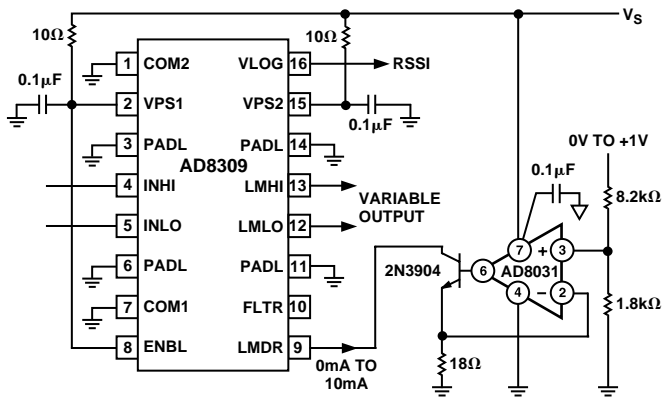 V_S
10Ω
10Ω
0.1μF
1 COM2
VLOG 16
RSSI
2 VPS1
VPS2 15
0.1μF
3 PADL
PADL 14
AD8309
4 INHI
LMHI 13
VARIABLE
OUTPUT
5 INLO
LMLO 12
6 PADL
PADL 11
7 COM1
FLTR 10
8 ENBL
LMDR 9
0mA TO
10mA
2N3904
18Ω
0.1μF
0V TO +1V
8.2kΩ
7
+ 3
6 AD8031
4 – 2
1.8kΩ